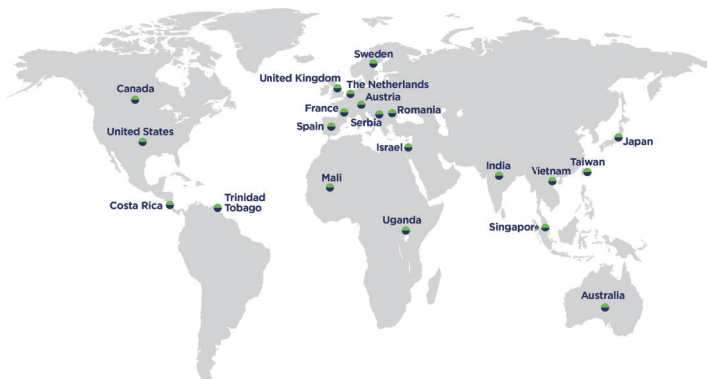 Sweden
United Kingdom
The Netherlands
Canada
Austria
France
Romania
Spain
Serbia
United States
Japan
Israel
India
Taiwan
Vietnam
Mali
Trinidad
Tobago
Costa Rica
Uganda
Singapore
Australia